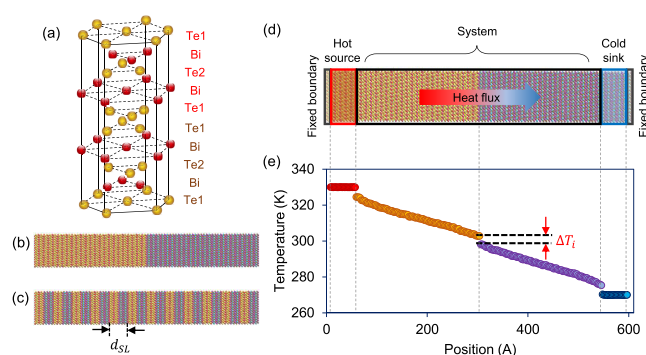 (a)
Te1
Bi
Te2
Bi
Te1
Te1
Bi
Te2
Bi
Te1
(b)
(c)
d_SL
(d)
System
Hot
source
Cold
sink
Fixed boundary
Heat flux
Fixed boundary
(e)
Temperature (K)
340
320
300
280
260
ΔT_i
0
200
400
600
Position (A)